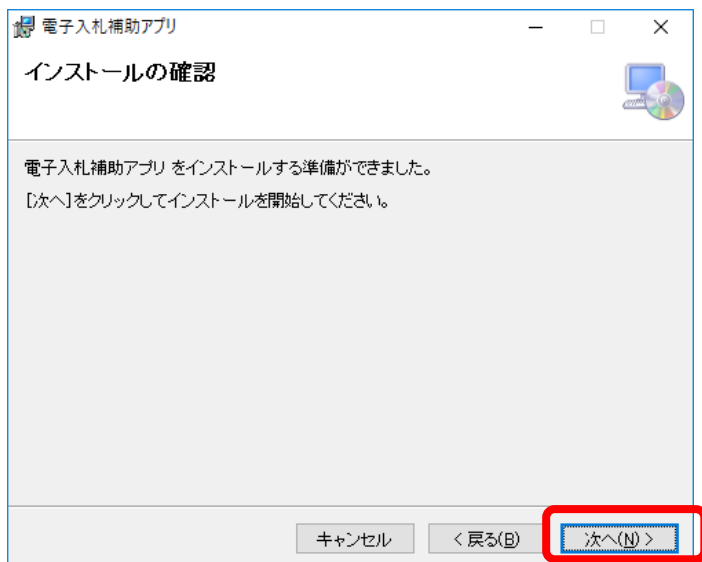 電子入札補助アプリ
インストールの確認
電子入札補助アプリ をインストールする準備ができました。
[次へ]をクリックしてインストールを開始してください。
キャンセル
< 戻る(B)
次へ(N) >